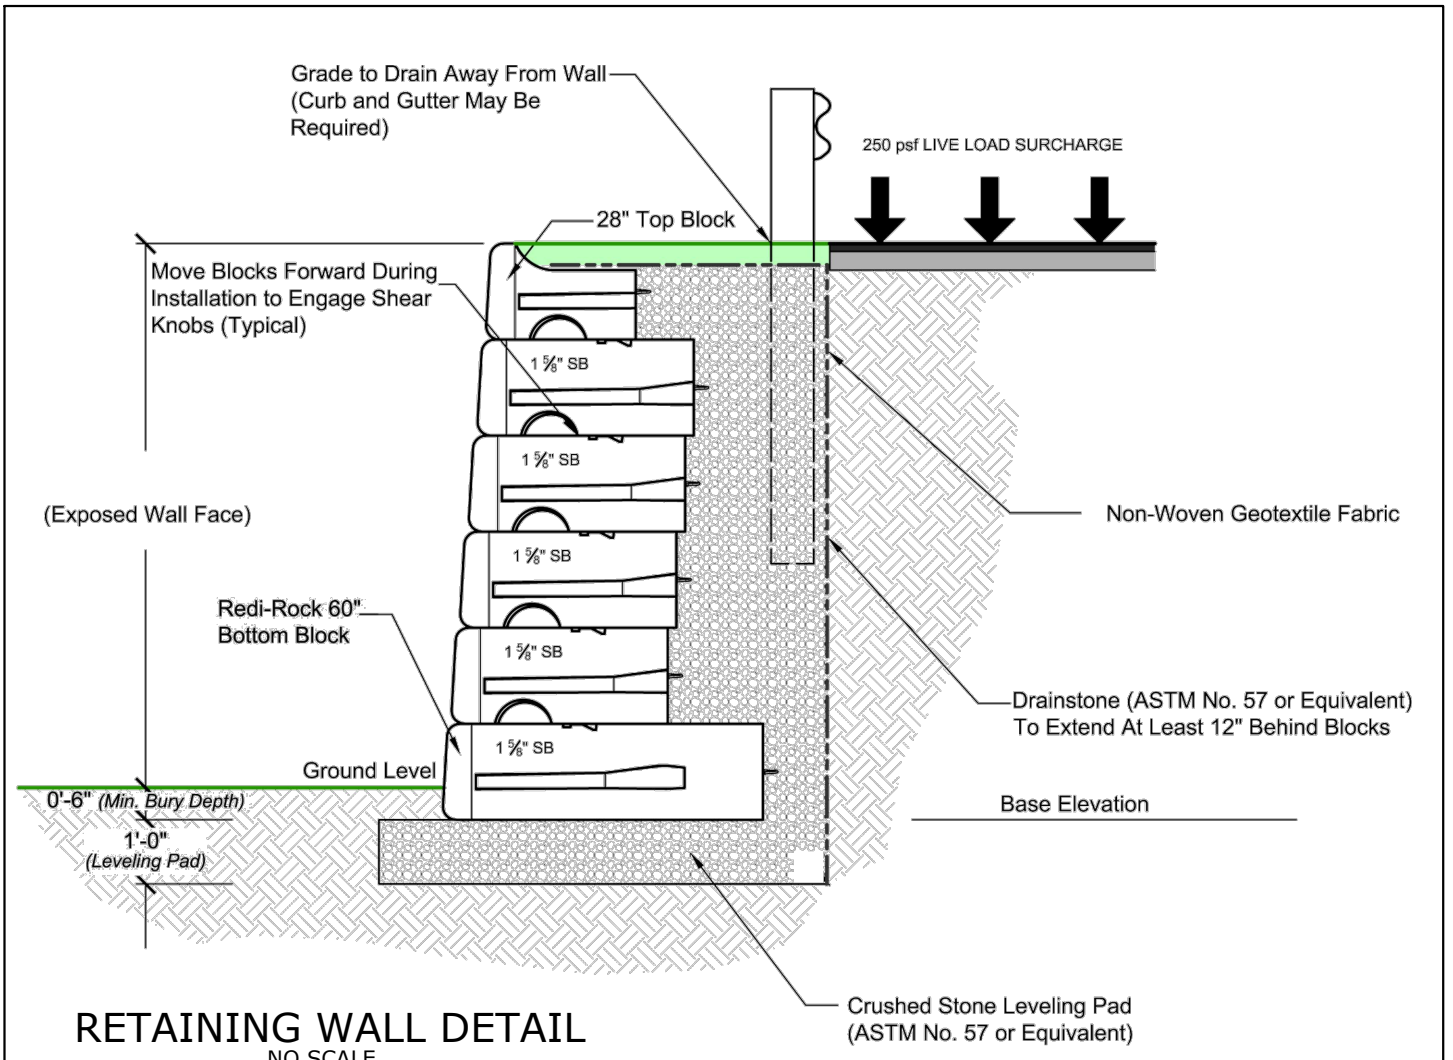 Grade to Drain Away From Wall
(Curb and Gutter May Be
Required)
250 psf LIVE LOAD SURCHARGE
28" Top Block
Move Blocks Forward During
Installation to Engage Shear
Knobs (Typical)
1 5/8" SB
1 5/8" SB
(Exposed Wall Face)
Non-Woven Geotextile Fabric
1 5/8" SB
Redi-Rock 60"
Bottom Block
1 5/8" SB
Drainstone (ASTM No. 57 or Equivalent)
To Extend At Least 12" Behind Blocks
1 5/8" SB
Ground Level
0'-6" (Min. Bury Depth)
Base Elevation
1'-0"
(Leveling Pad)
Crushed Stone Leveling Pad
(ASTM No. 57 or Equivalent)
RETAINING WALL DETAIL
NO SCALE